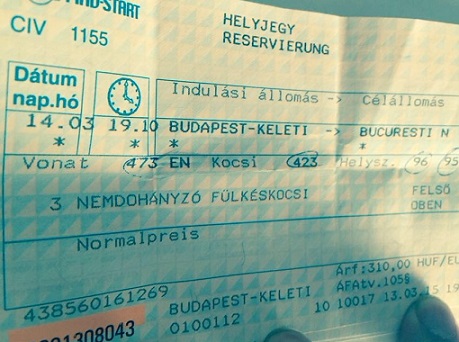 -START
HELYJEGY
CIV 1155
RESERVIERUNG
Dátum
nap.hó
Indulási állomás -> Célállomás
14.03 19.10 BUDAPEST-KELETI -> BUCURESTI N
* * * *
Vonat 473 EN Kocsi 423 Helysz. 96 95
3 NEMDOHÁNYZÓ FÜLKÉSKOCSI
FELSŐ
OBEN
Normalpreis
Árf:310,00 HUF/EU
ÁFAtv.105§
438560161269
BUDAPEST-KELETI
10 10017 13.03.15 19
1308043
0100112